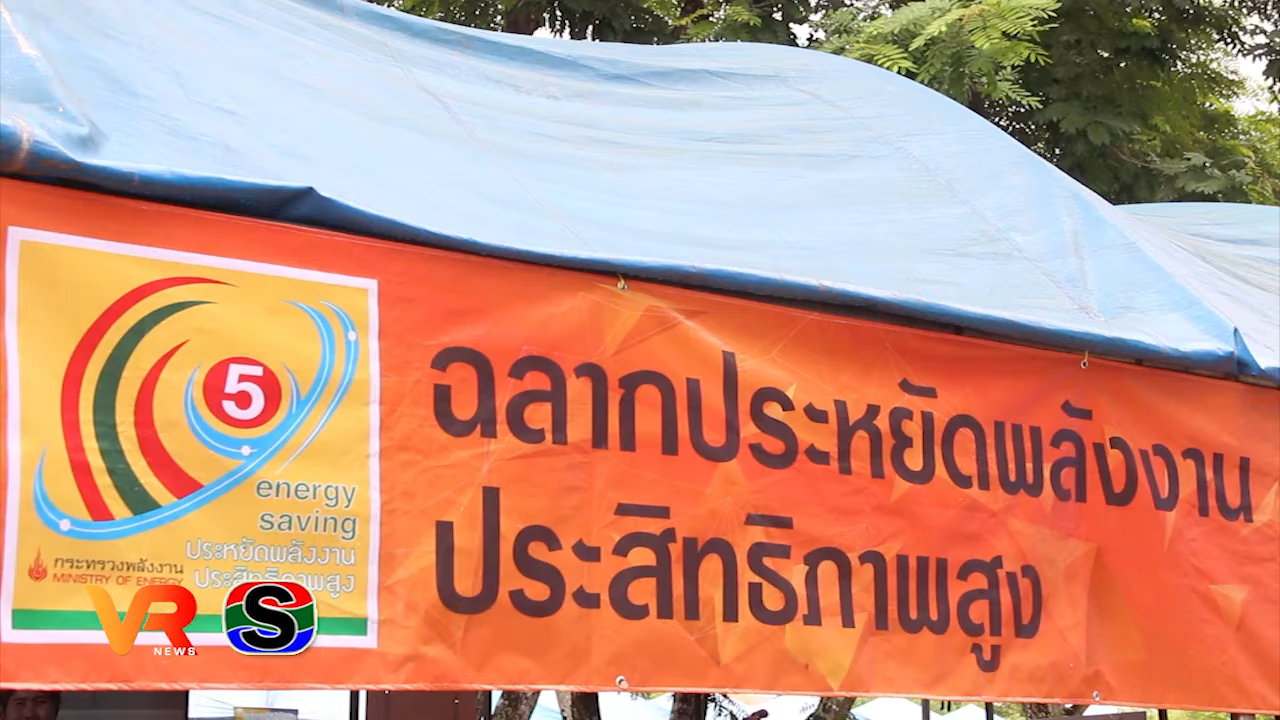 ฉลากประหยัดพลังงาน
ประสิทธิภาพสูง
5
energy
saving
ประหยัดพลังงาน
ประสิทธิภาพสูง
กระทรวงพลังงาน
MINISTRY OF ENERGY
VR
NEWS
S